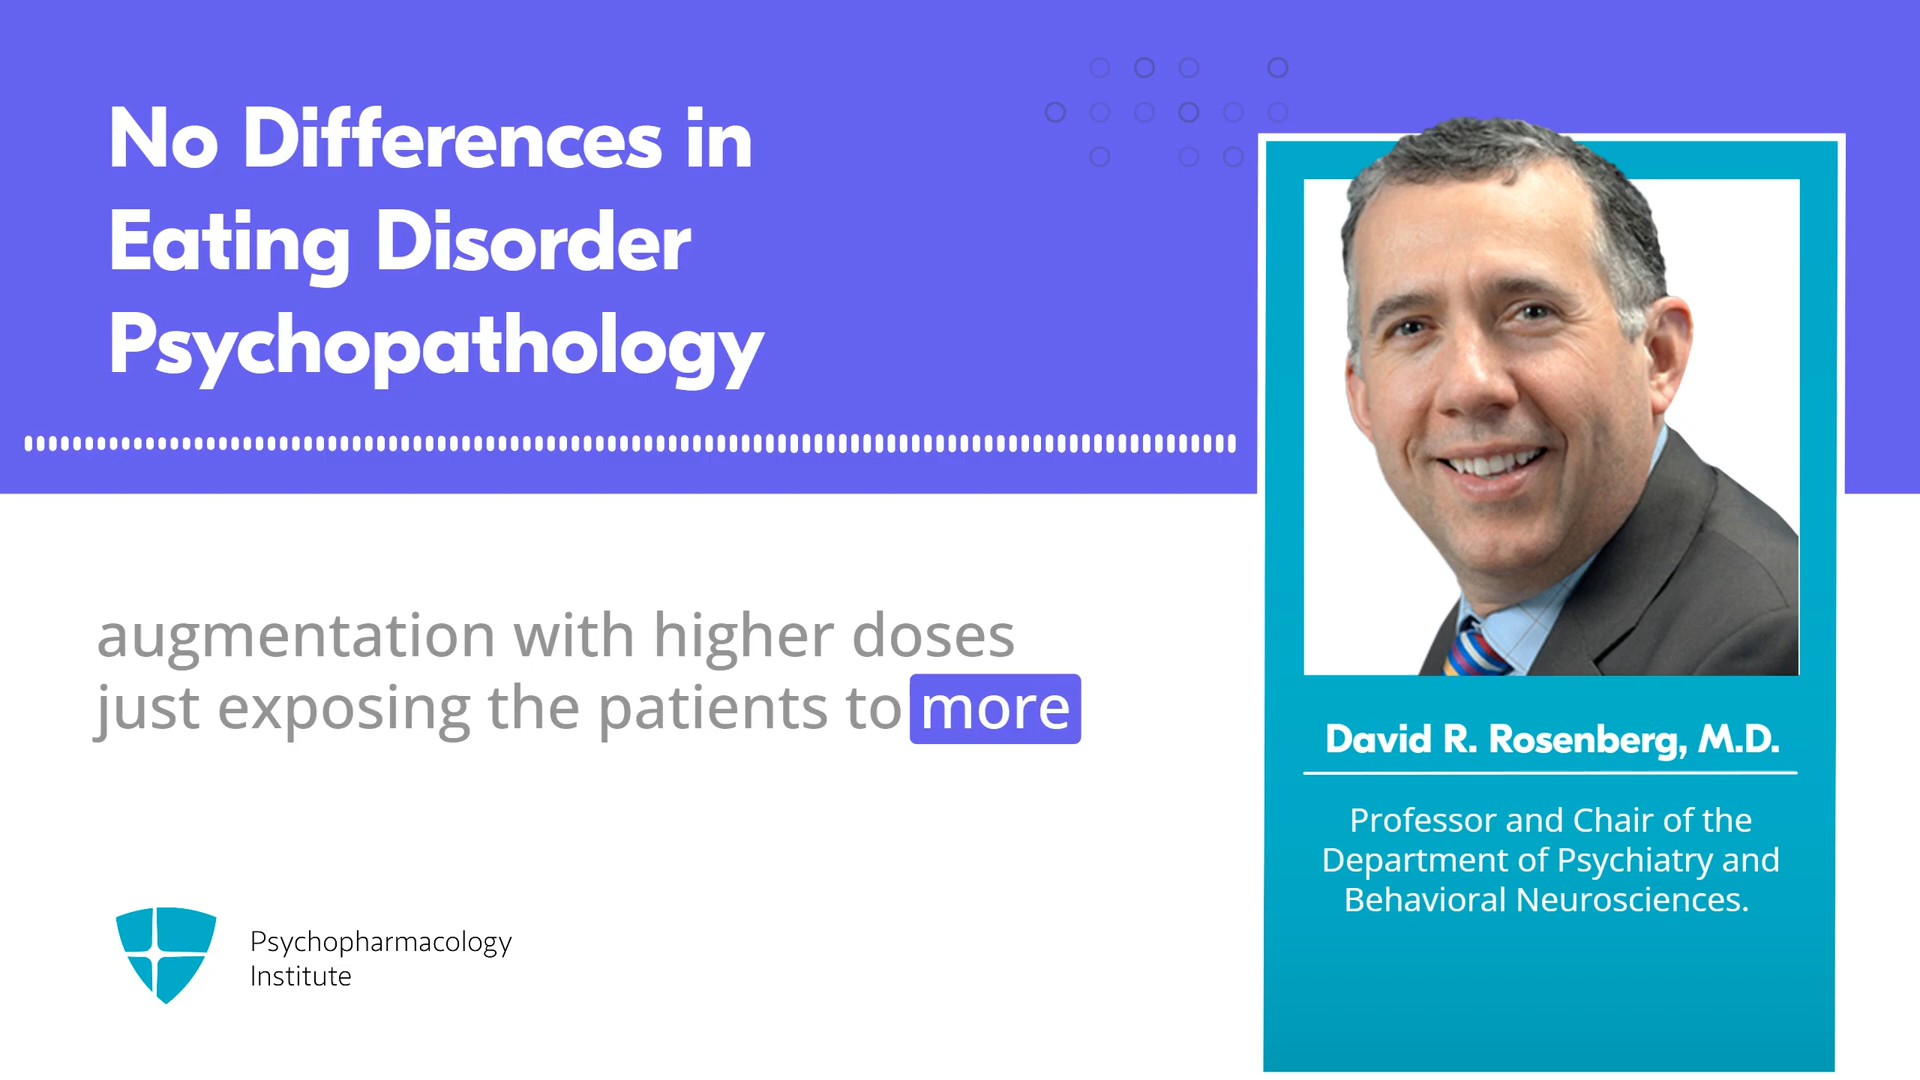 No Differences in
Eating Disorder
Psychopathology
augmentation with higher doses
just exposing the patients to more
Psychopharmacology
Institute
David R. Rosenberg, M.D.
Professor and Chair of the
Department of Psychiatry and
Behavioral Neurosciences.